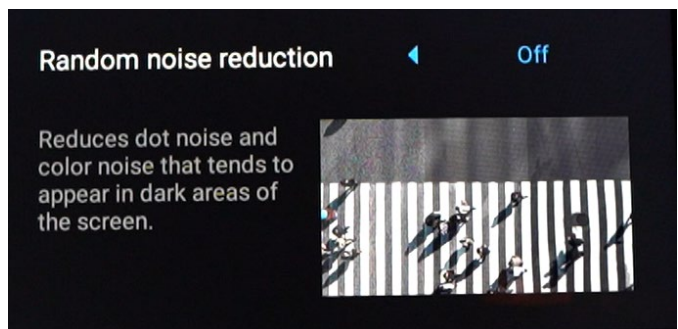 Random noise reduction
Off
Reduces dot noise and
color noise that tends to
appear in dark areas of
the screen.